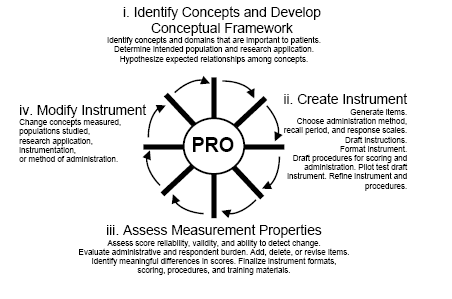 i. Identify Concepts and Develop
Conceptual Framework
Identify concepts and domains that are important to patients.
Determine intended population and research application.
Hypothesize expected relationships among concepts.
ii. Create Instrument
Generate items.
Choose administration method,
recall period, and response scales.
Draft instructions.
Format instrument.
Draft procedures for scoring and
administration. Pilot test draft
instrument. Refine instrument and
procedures.
iv. Modify Instrument
Change concepts measured,
populations studied,
research application,
instrumentation,
or method of administration.
PRO
iii. Assess Measurement Properties
Assess score reliability, validity, and ability to detect change.
Evaluate administrative and respondent burden. Add, delete, or revise items.
Identify meaningful differences in scores. Finalize instrument formats,
scoring, procedures, and training materials.